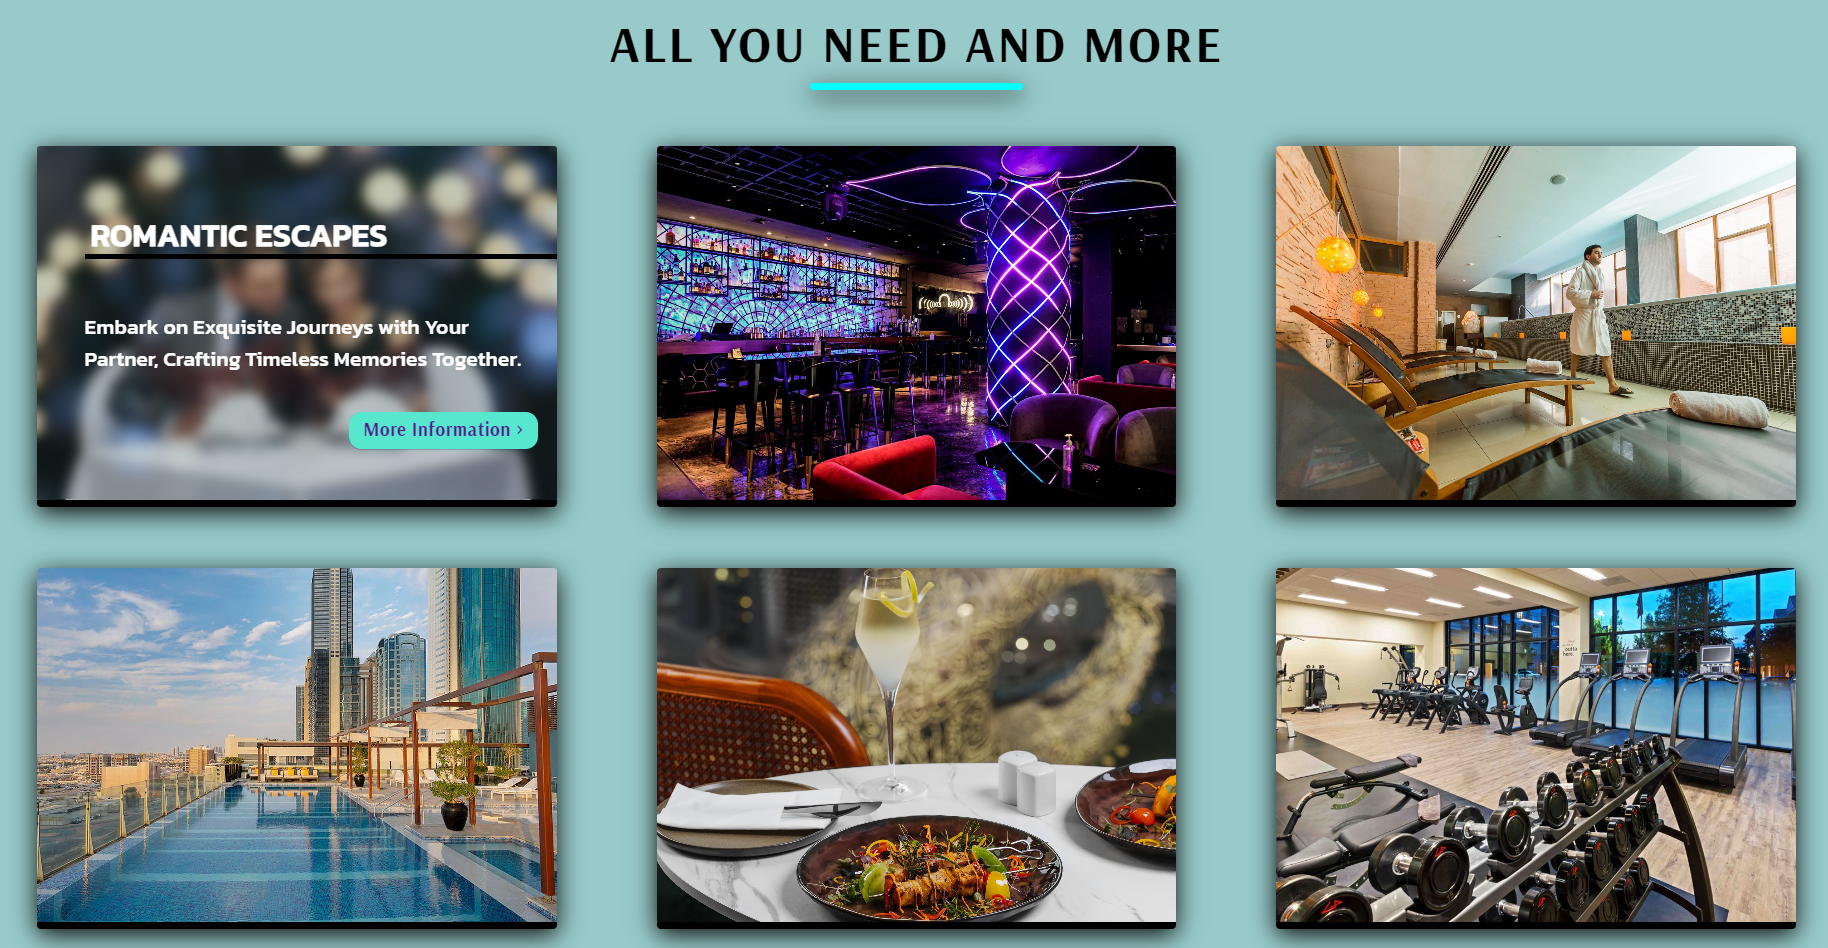 ALL YOU NEED AND MORE
ROMANTIC ESCAPES
Embark on Exquisite Journeys with Your
Partner, Crafting Timeless Memories Together.
More Information ›